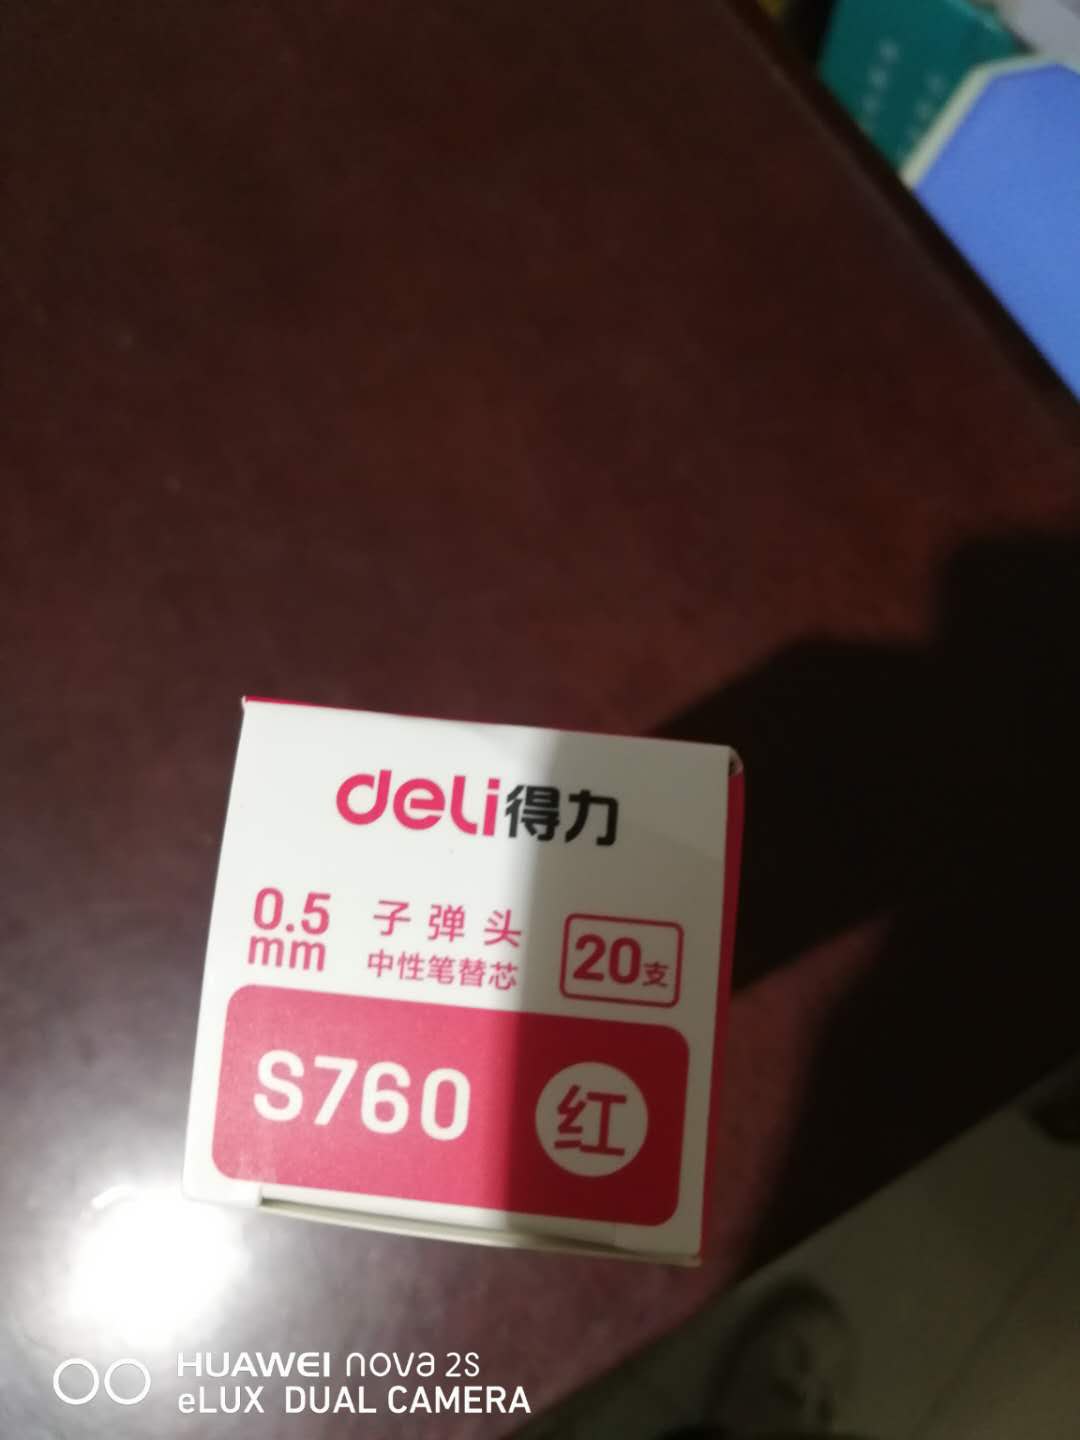 deli得力
0.5
mm
子弹头
中性笔替芯
20支
S760
红
HUAWEI nova 2S
eLUX DUAL CAMERA